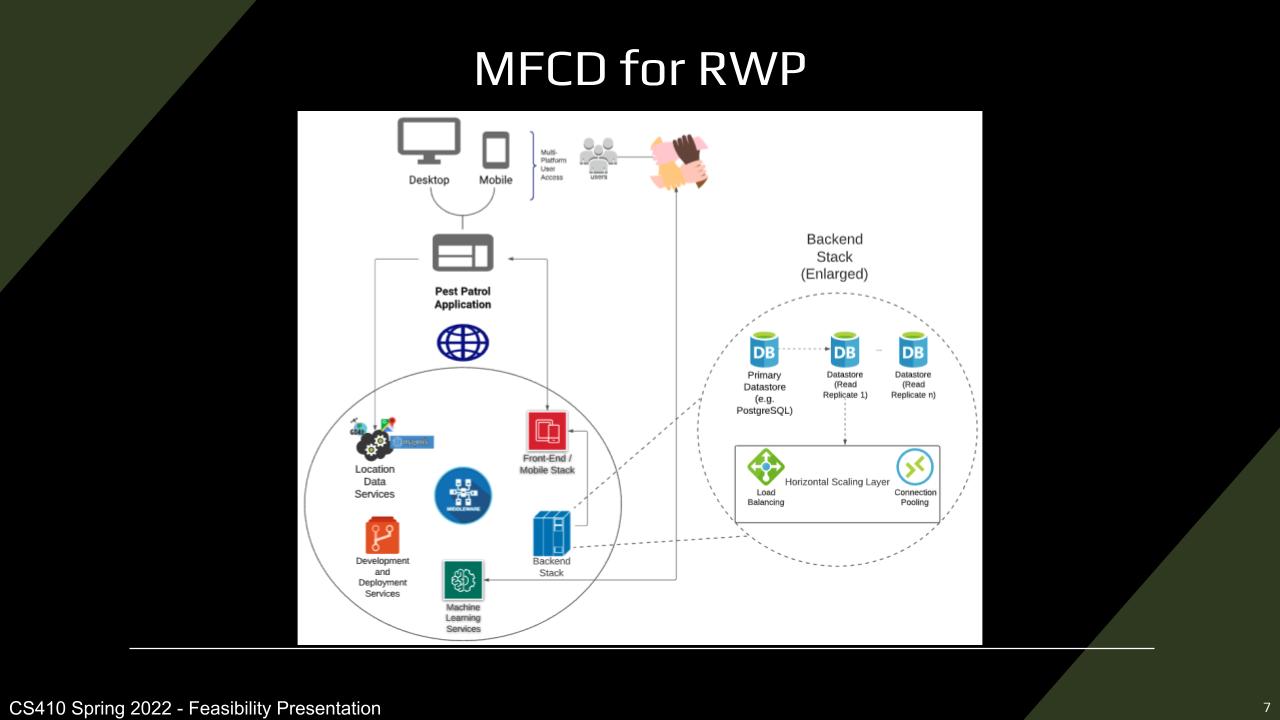 MFCD for RWP
Desktop
Mobile
Multi-
Platform
User
Access
users
Pest Patrol
Application
Backend
Stack
(Enlarged)
DB
DB
DB
Primary
Datastore
(e.g.
PostgreSQL)
Datastore
(Read
Replicate 1)
Datastore
(Read
Replicate n)
Load
Balancing
Horizontal Scaling Layer
Connection
Pooling
Location
Data
Services
Front-End /
Mobile Stack
MIDDLEWARE
Development
and
Deployment
Services
Backend
Stack
Machine
Learning
Services
CS410 Spring 2022 - Feasibility Presentation
7